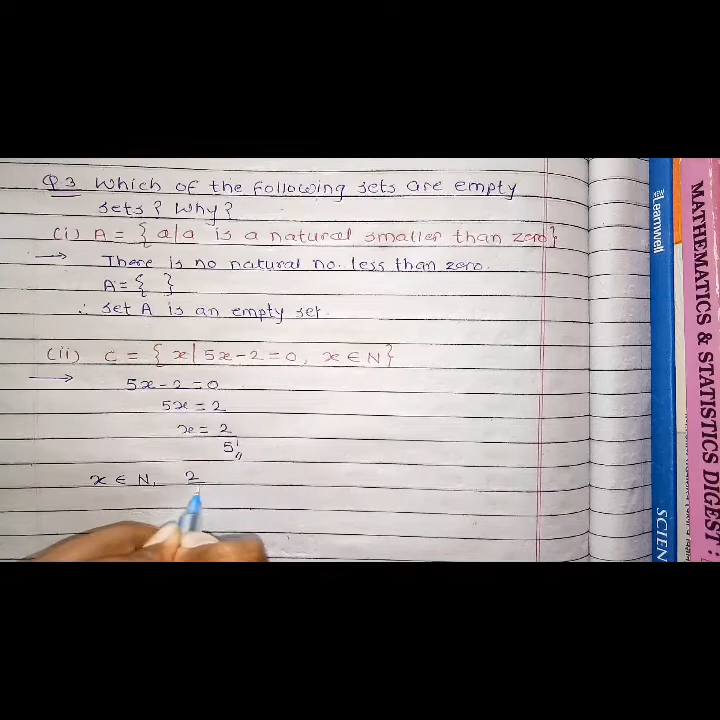 Q 3 Which of the following sets are empty
sets? Why?
(i) A = { a/a is a natural smaller than zero}
→ There is no natural no. less than zero.
A = { }
∴ set A is an empty set.
(ii) C = { x| 5x - 2 = 0, x ∈ N}
→ 5x - 2 = 0
5x = 2
x = 2
5
x ∈ N, 2
Learnwell
SCIEN
MATHEMATICS & STATISTICS DIGEST :